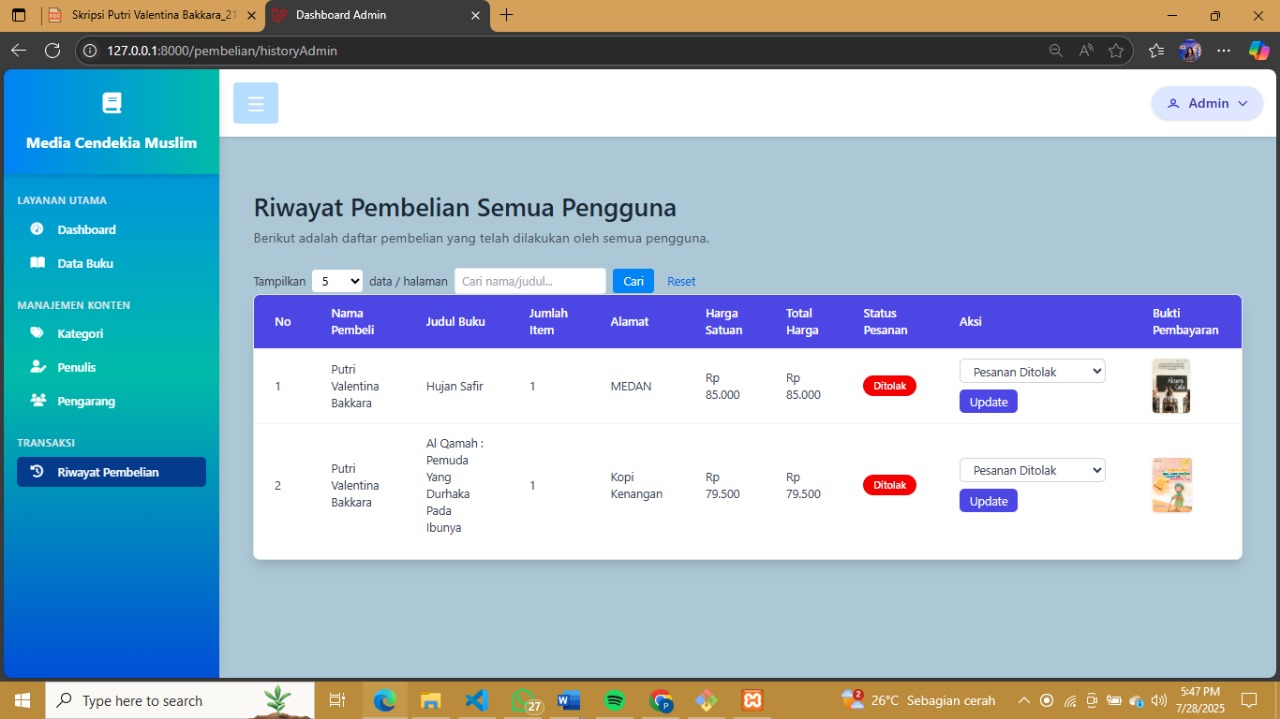 Skripsi Putri Valentina Bakkara_21
Dashboard Admin
127.0.0.1:8000/pembelian/historyAdmin
Media Cendekia Muslim
Admin
LAYANAN UTAMA
Dashboard
Data Buku
MANAJEMEN KONTEN
Kategori
Penulis
Pengarang
TRANSAKSI
Riwayat Pembelian
Riwayat Pembelian Semua Pengguna
Berikut adalah daftar pembelian yang telah dilakukan oleh semua pengguna.
Tampilkan 5 data / halaman Cari nama/judul... Cari Reset
No
Nama
Pembeli
Judul Buku
Jumlah
Item
Alamat
Harga
Satuan
Total
Harga
Status
Pesanan
Aksi
Bukti
Pembayaran
1
Putri
Valentina
Bakkara
Hujan Safir
1
MEDAN
Rp
85.000
Rp
85.000
Ditolak
Pesanan Ditolak
Update
2
Putri
Valentina
Bakkara
Al Qamah :
Pemuda
Yang
Durhaka
Pada
Ibunya
1
Kopi
Kenangan
Rp
79.500
Rp
79.500
Ditolak
Pesanan Ditolak
Update
Type here to search
27
2
26°C Sebagian cerah
5:47 PM
7/28/2025